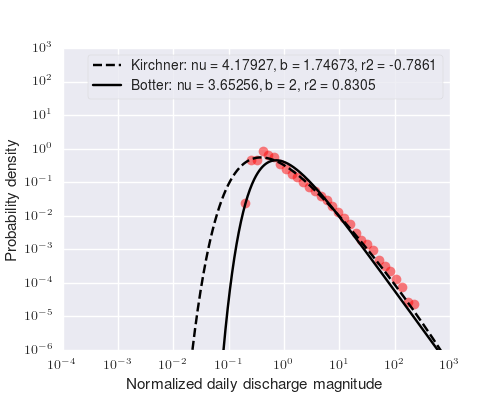 10³
Kirchner: nu = 4.17927, b = 1.74673, r2 = -0.7861
Botter: nu = 3.65256, b = 2, r2 = 0.8305
10²
10¹
10⁰
10⁻¹
10⁻²
10⁻³
10⁻⁴
10⁻⁵
10⁻⁶
Probability density
10⁻⁴ 10⁻³ 10⁻² 10⁻¹ 10⁰ 10¹ 10² 10³
Normalized daily discharge magnitude